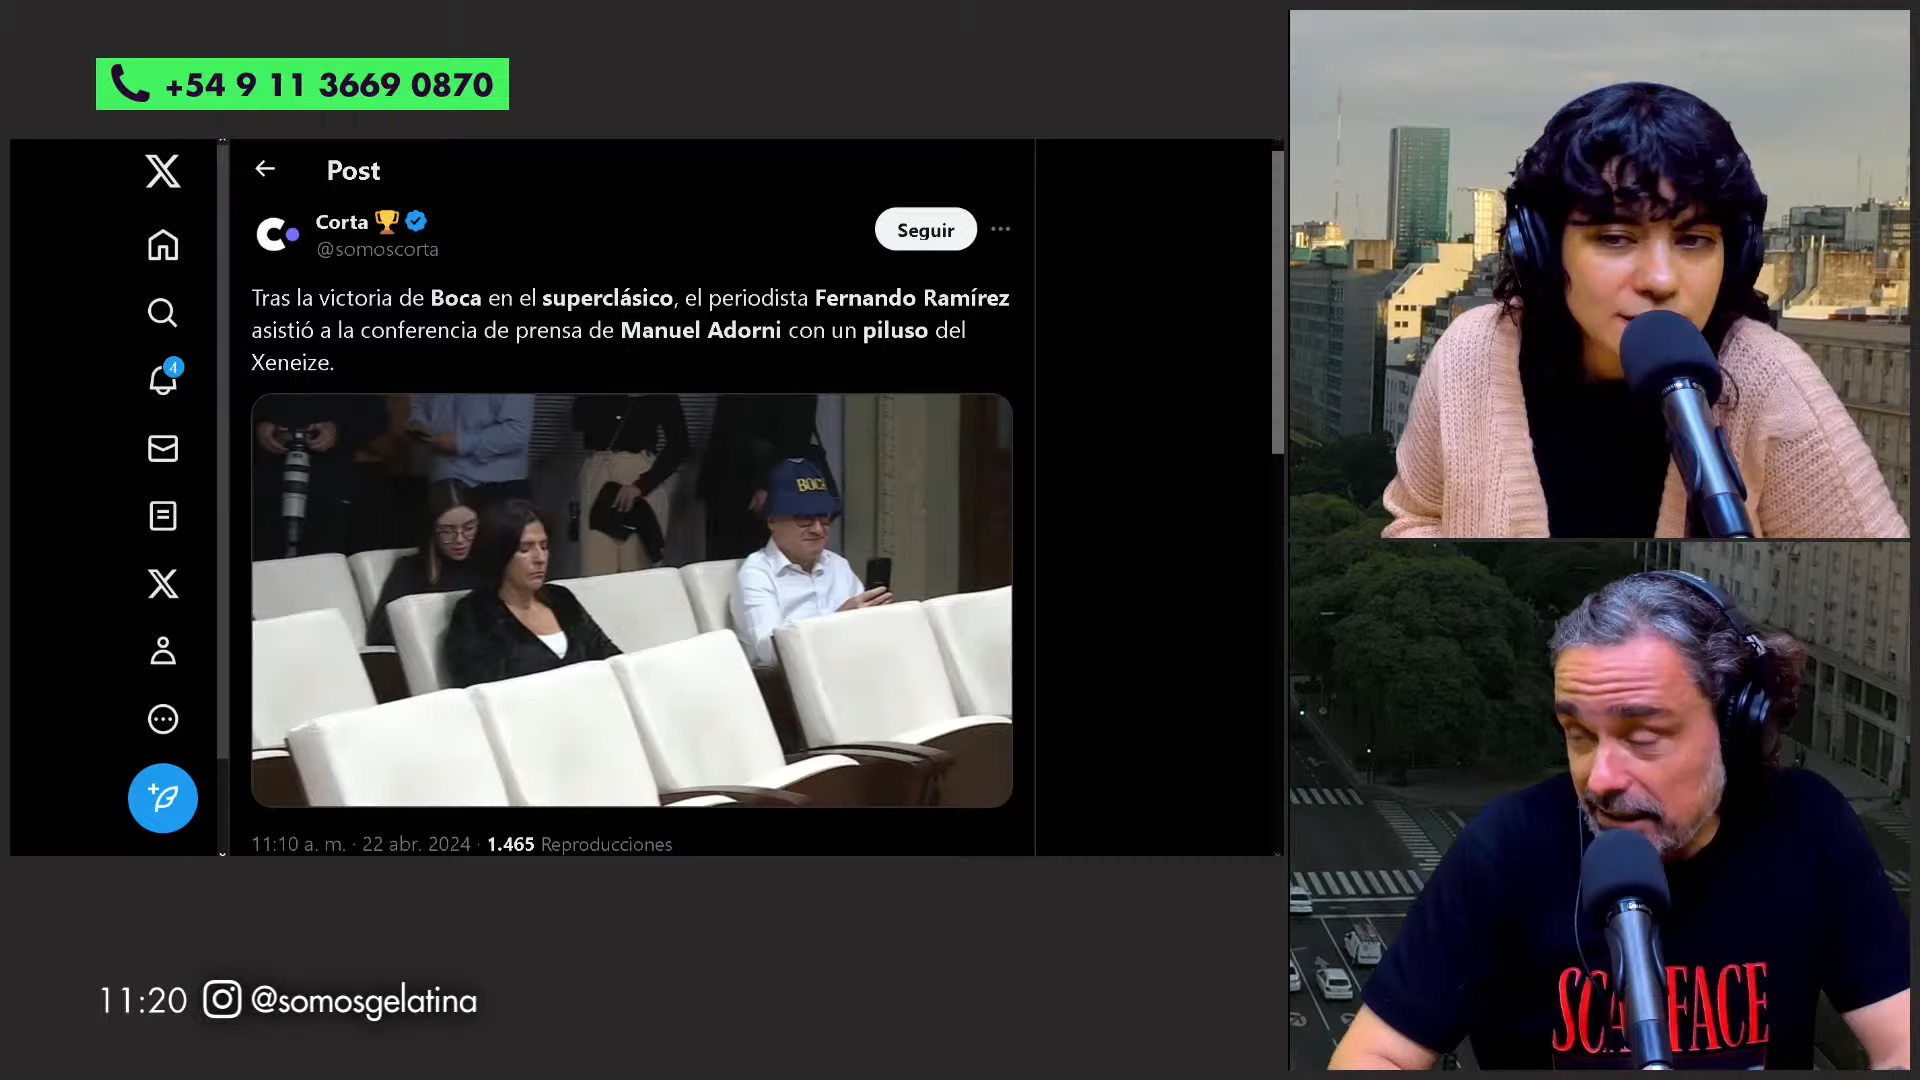 +54 9 11 3669 0870
Post
Corta
@somoscorta
Seguir
4
Tras la victoria de Boca en el superclásico, el periodista Fernando Ramírez
asistió a la conferencia de prensa de Manuel Adorni con un piluso del
Xeneize.
BOCA
11:10 a. m. · 22 abr. 2024 · 1.465 Reproducciones
11:20 @somosgelatina
SCARFACE